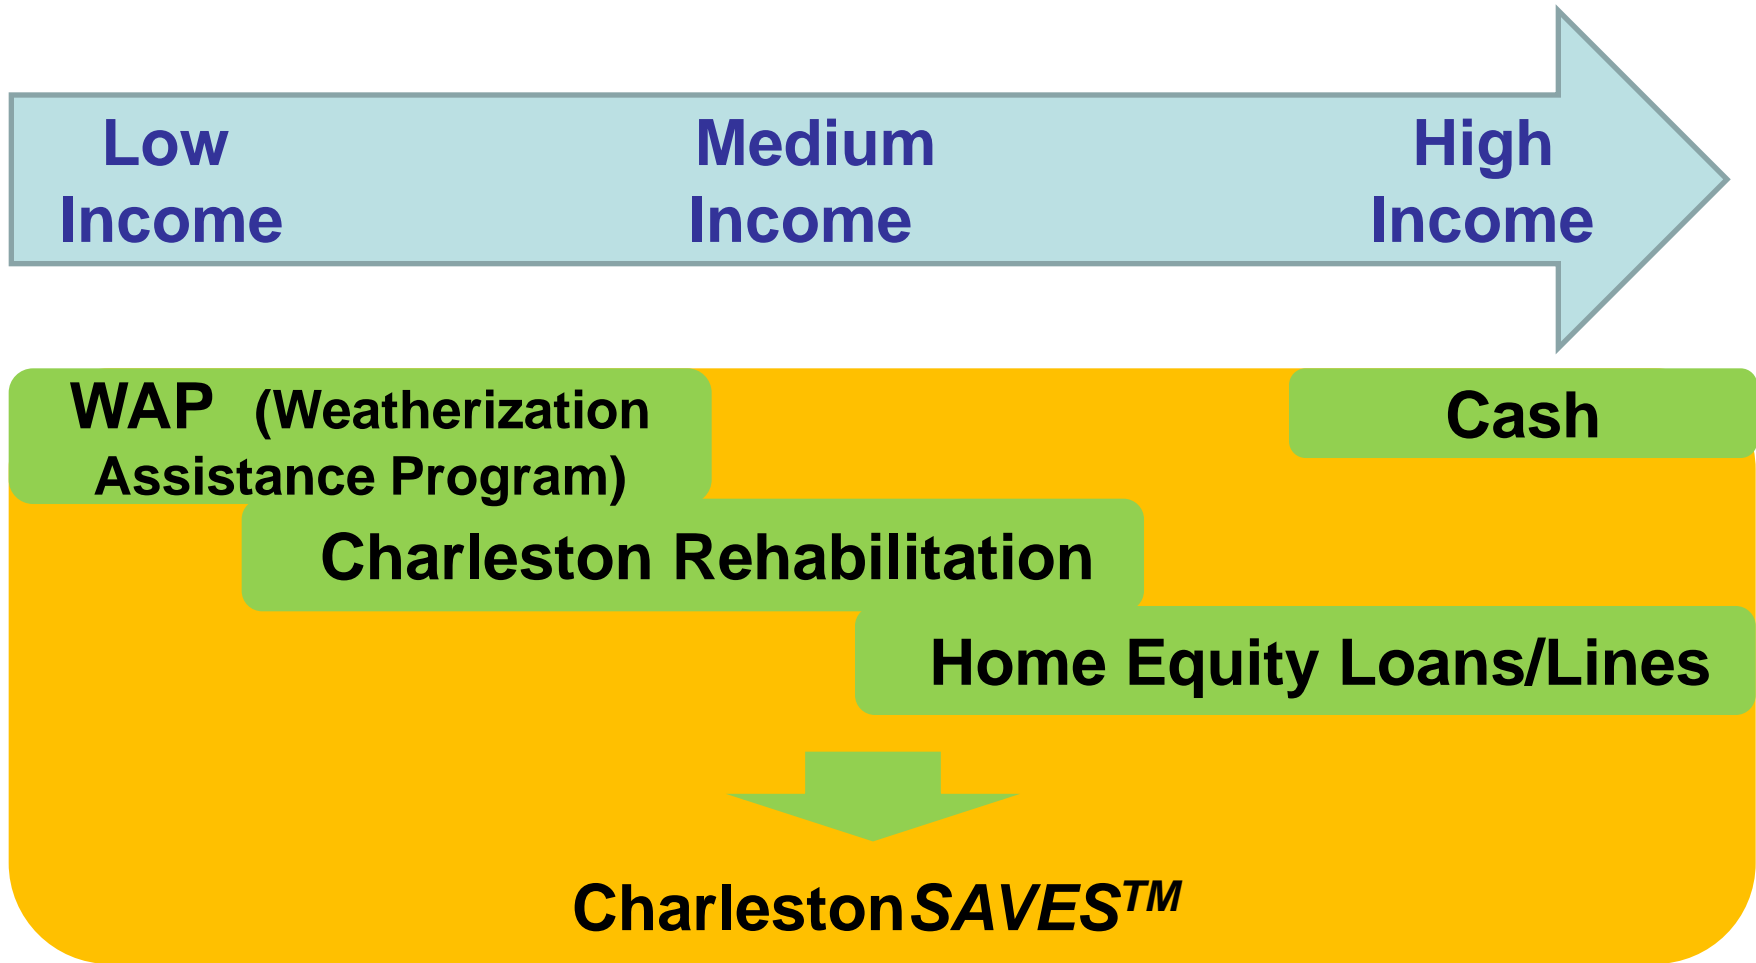 Low
Income
Medium
Income
High
Income
WAP (Weatherization
Assistance Program)
Cash
Charleston Rehabilitation
Home Equity Loans/Lines
CharlestonSAVES™